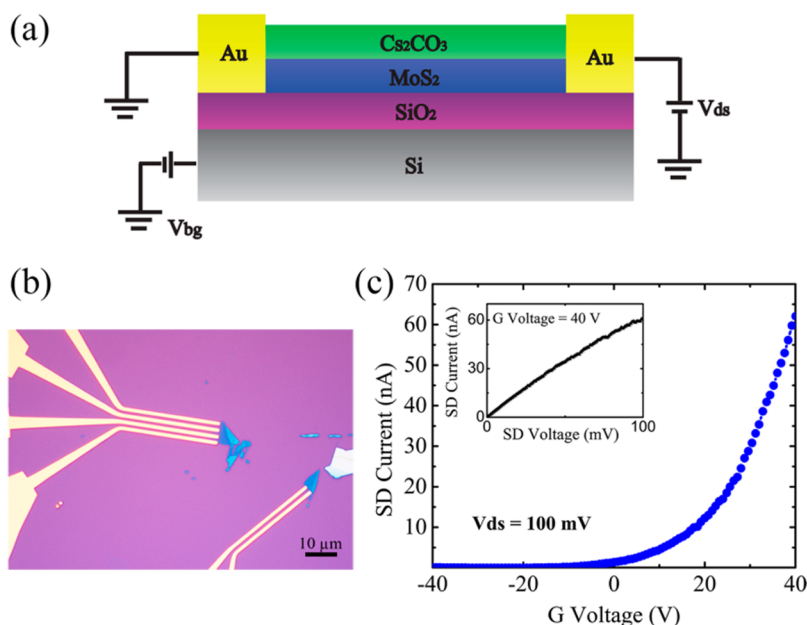 (a)
Au
Cs₂CO₃
Au
MoS₂
SiO₂
Vds
Si
Vbg
(b)
10 μm
(c)
SD Current (nA)
70
60
50
40
30
20
10
-40
-20
0
20
40
G Voltage (V)
Vds = 100 mV
G Voltage = 40 V
SD Current (nA)
60
30
0
0
100
SD Voltage (mV)